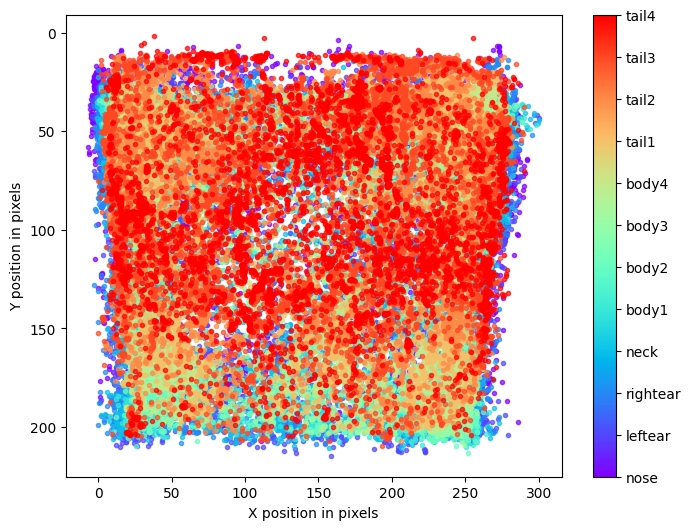 0
50
100
150
200
Y position in pixels
0
50
100
150
200
250
300
X position in pixels
tail4
tail3
tail2
tail1
body4
body3
body2
body1
neck
rightear
leftear
nose